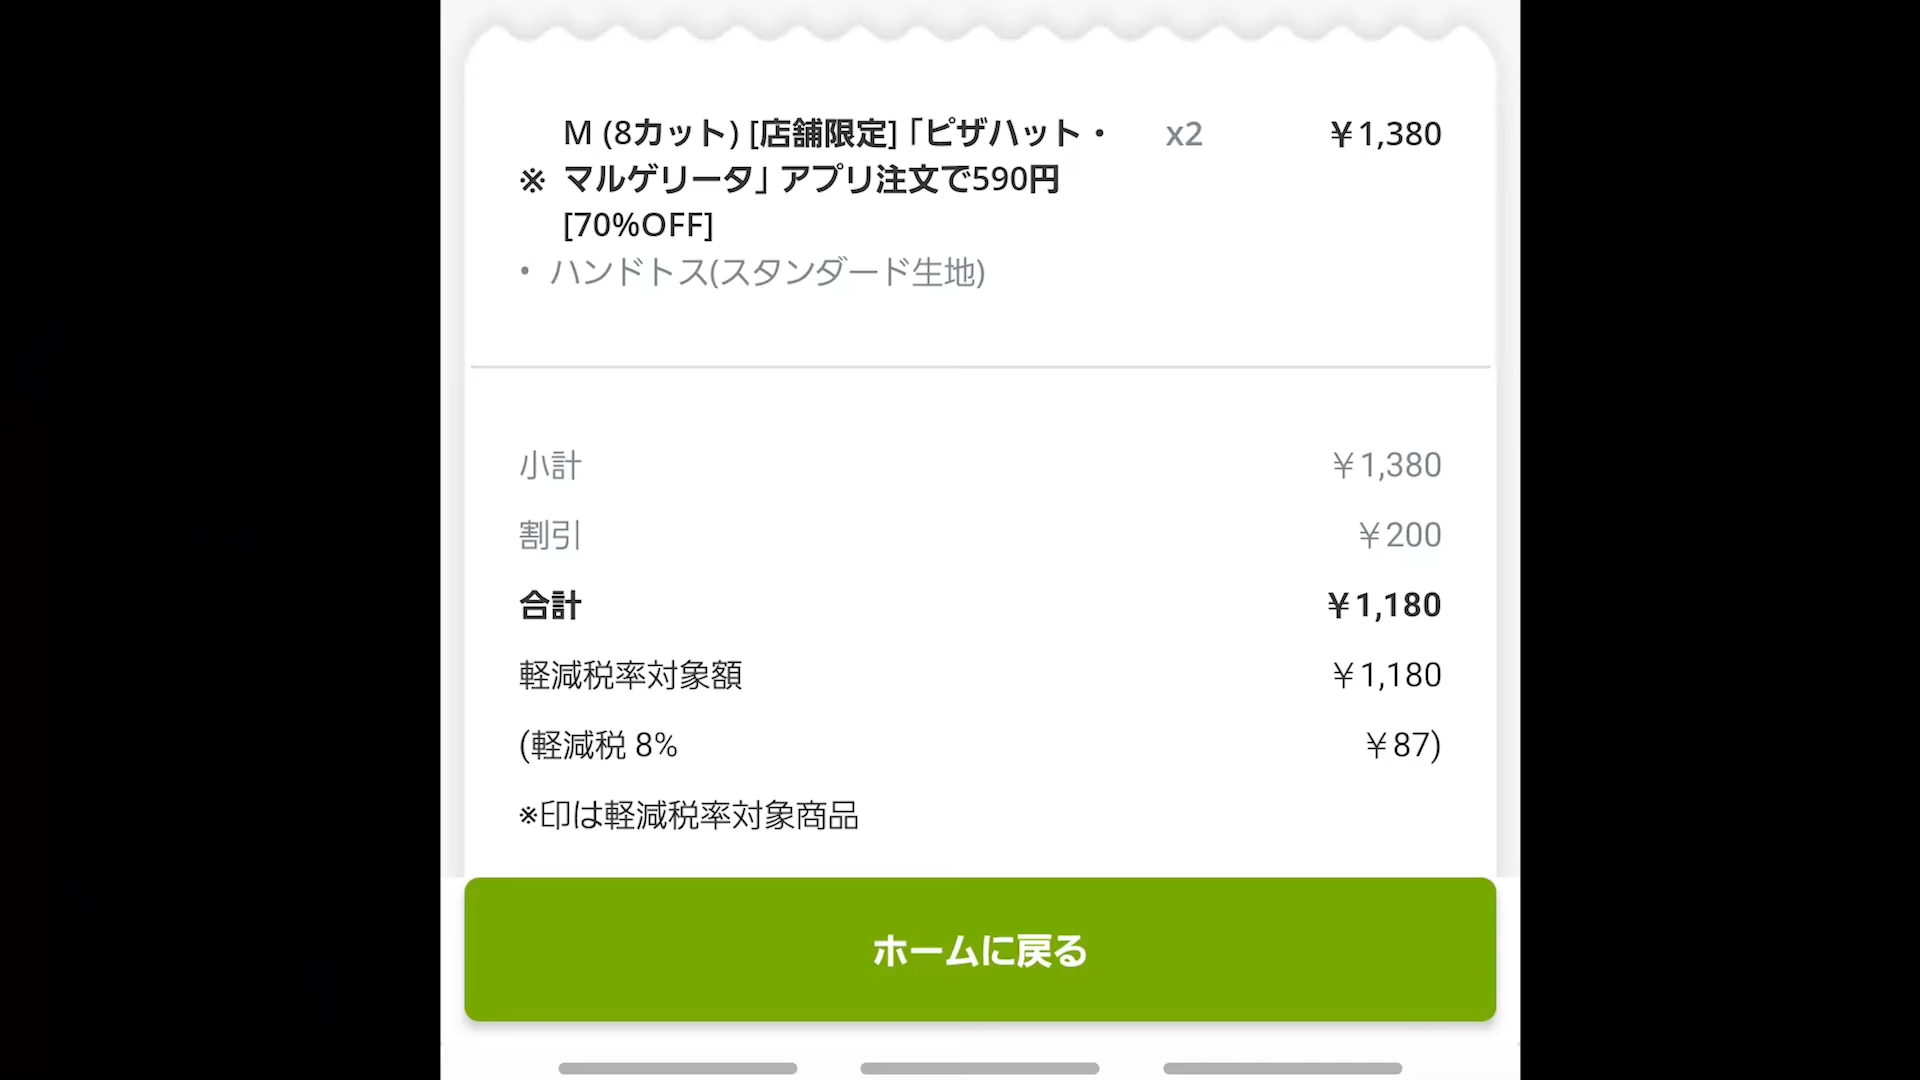 M (8カット) [店舗限定]「ピザハット・ x2 ￥1,380
※ マルゲリータ」アプリ注文で590円
[70%OFF]
・ ハンドトス(スタンダード生地)
小計 ￥1,380
割引 ￥200
合計 ￥1,180
軽減税率対象額 ￥1,180
(軽減税 8% ￥87)
※印は軽減税率対象商品
ホームに戻る